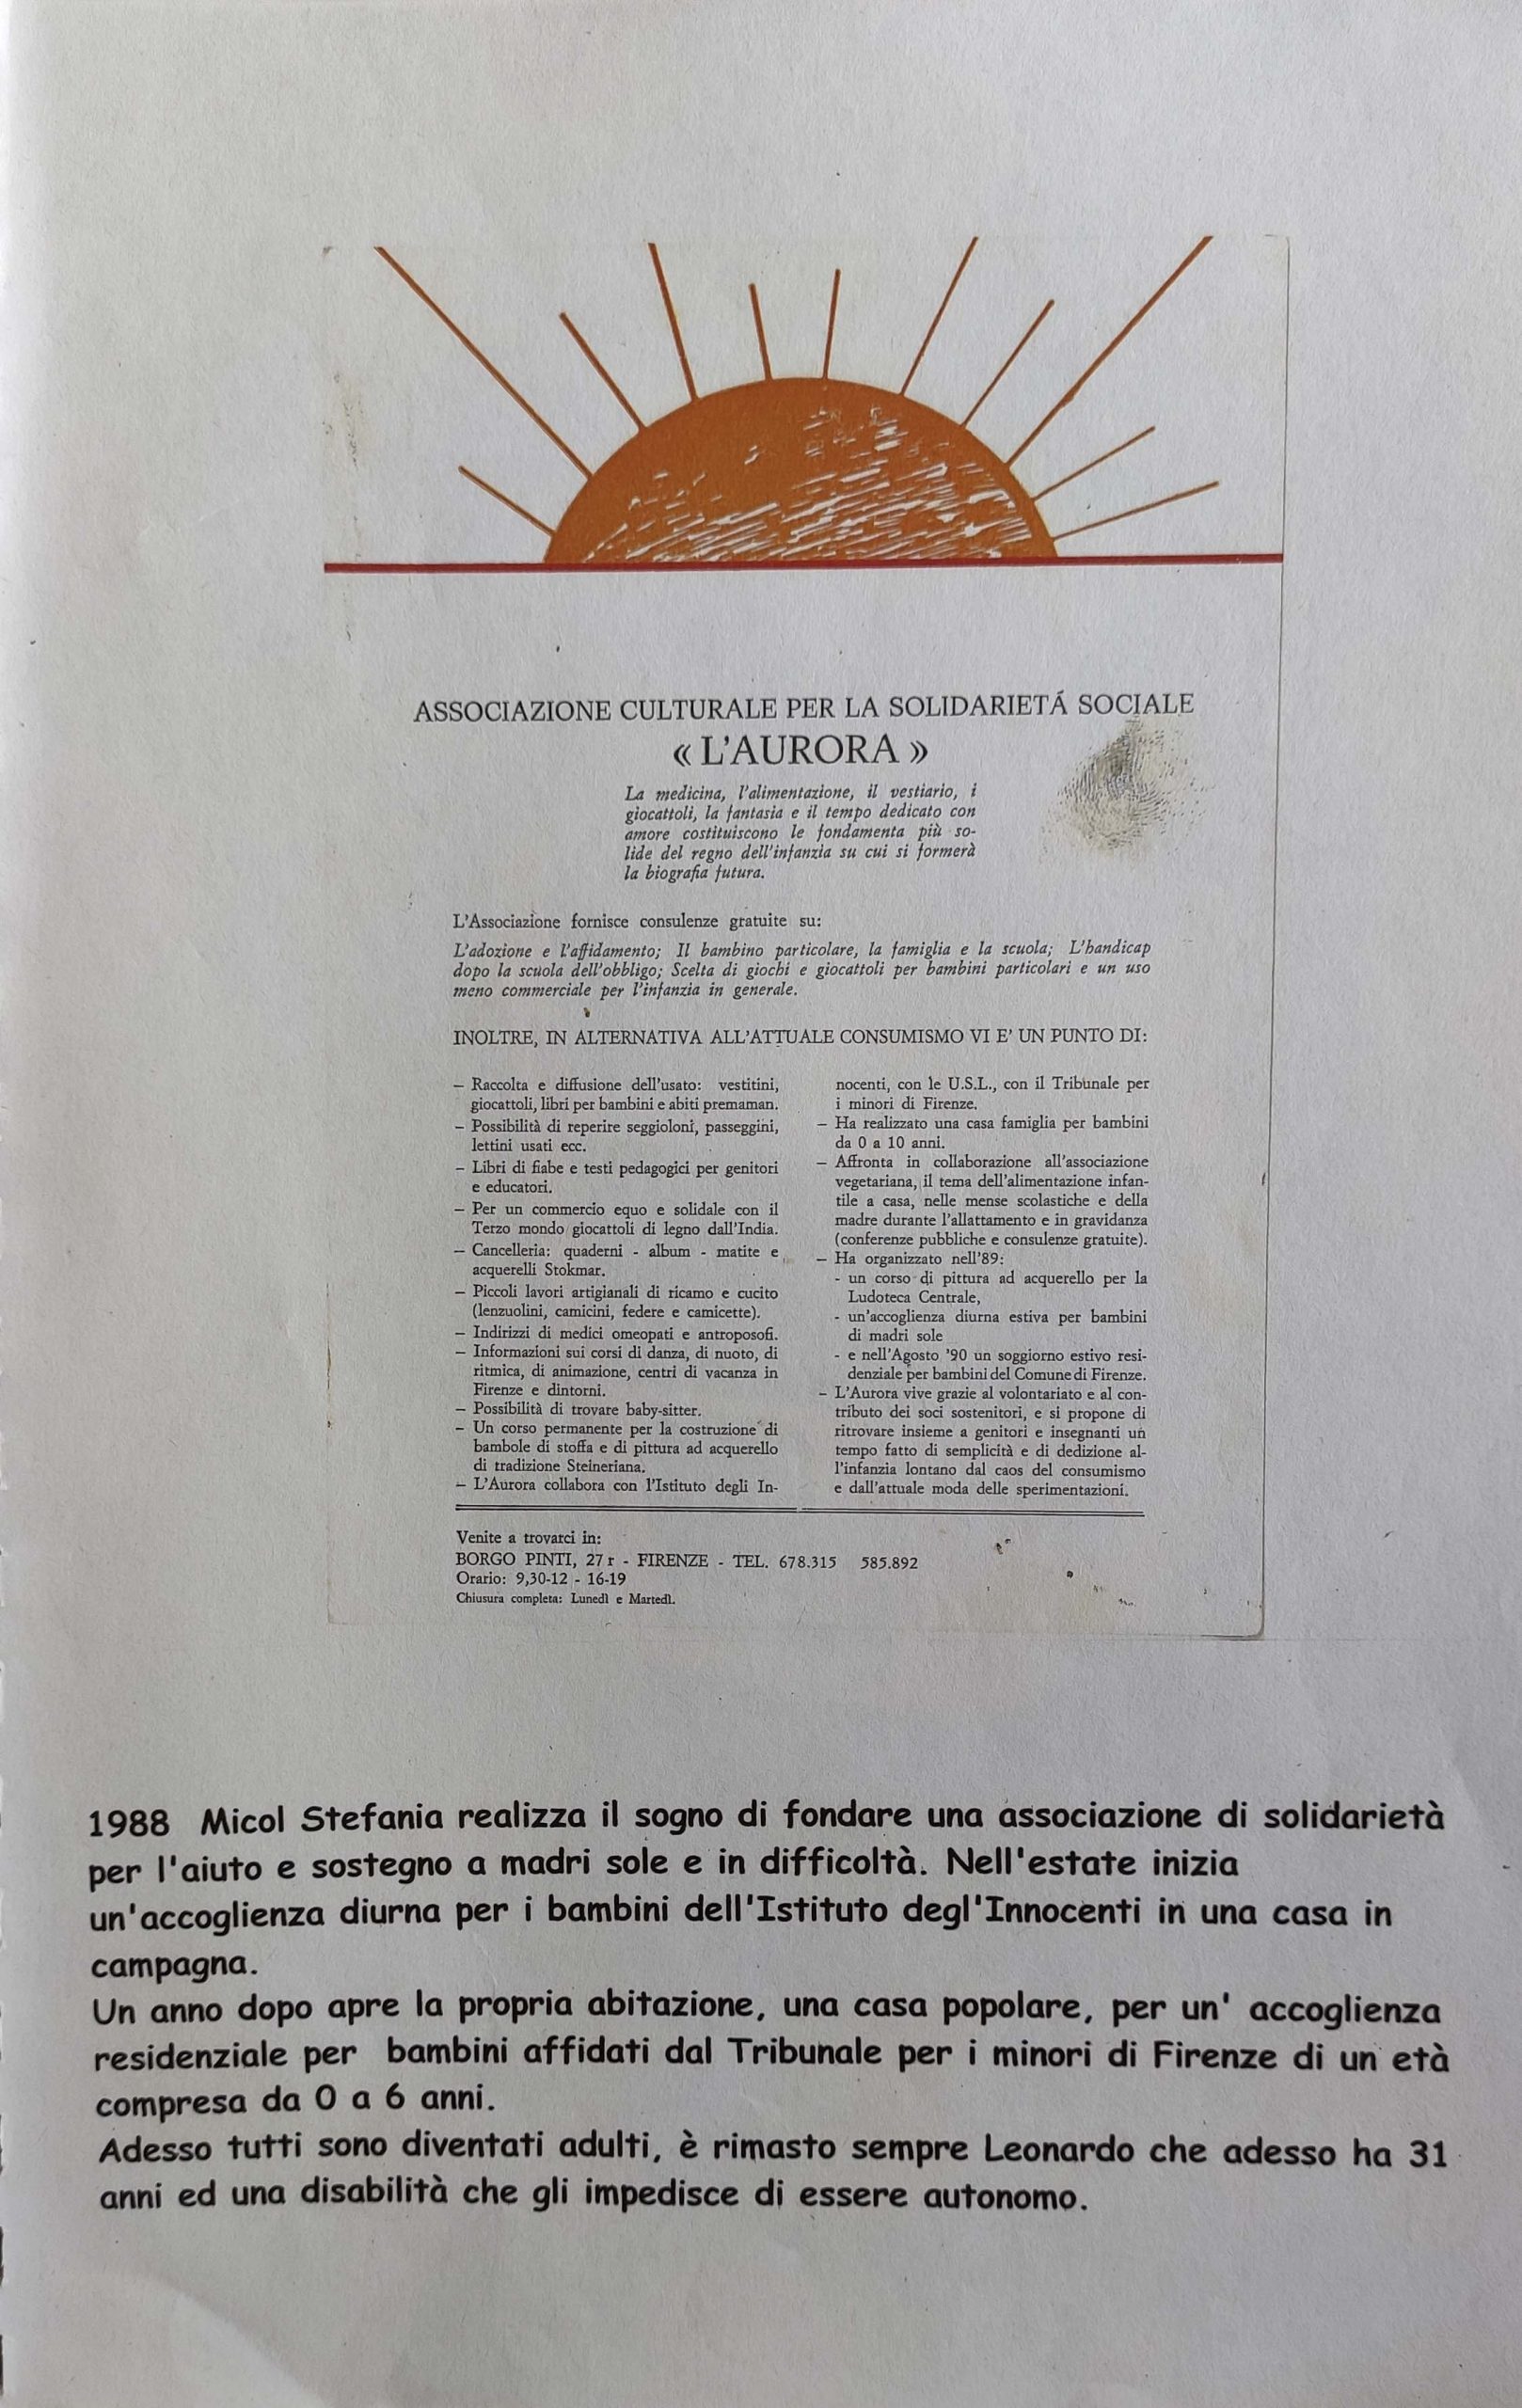 ASSOCIAZIONE CULTURALE PER LA SOLIDARIETÁ SOCIALE
« L'AURORA »
La medicina, l'alimentazione, il vestiario, i
giocattoli, la fantasia e il tempo dedicato con
amore costituiscono le fondamenta più so-
lide del regno dell'infanzia su cui si formerà
la biografia futura.
L'Associazione fornisce consulenze gratuite su:
L'adozione e l'affidamento; Il bambino particolare, la famiglia e la scuola; L'handicap
dopo la scuola dell'obbligo; Scelta di giochi e giocattoli per bambini particolari e un uso
meno commerciale per l'infanzia in generale.
INOLTRE, IN ALTERNATIVA ALL'ATTUALE CONSUMISMO VI E' UN PUNTO DI:
– Raccolta e diffusione dell'usato: vestitini,
giocattoli, libri per bambini e abiti premaman.
– Possibilità di reperire seggioloni, passeggini,
lettini usati ecc.
– Libri di fiabe e testi pedagogici per genitori
e educatori.
– Per un commercio equo e solidale con il
Terzo mondo giocattoli di legno dall'India.
– Cancelleria: quaderni - album - matite e
acquerelli Stokmar.
– Piccoli lavori artigianali di ricamo e cucito
(lenzuolini, camicini, federe e camicette).
– Indirizzi di medici omeopati e antroposofi.
– Informazioni sui corsi di danza, di nuoto, di
ritmica, di animazione, centri di vacanza in
Firenze e dintorni.
– Possibilità di trovare baby-sitter.
– Un corso permanente per la costruzione di
bambole di stoffa e di pittura ad acquerello
di tradizione Steineriana.
– L'Aurora collabora con l'Istituto degli In-
nocenti, con le U.S.L., con il Tribunale per
i minori di Firenze.
– Ha realizzato una casa famiglia per bambini
da 0 a 10 anni.
– Affronta in collaborazione all'associazione
vegetariana, il tema dell'alimentazione infan-
tile a casa, nelle mense scolastiche e della
madre durante l'allattamento e in gravidanza
(conferenze pubbliche e consulenze gratuite).
– Ha organizzato nell'89:
- un corso di pittura ad acquerello per la
Ludoteca Centrale,
- un'accoglienza diurna estiva per bambini
di madri sole
- e nell'Agosto '90 un soggiorno estivo resi-
denziale per bambini del Comune di Firenze.
– L'Aurora vive grazie al volontariato e al con-
tributo dei soci sostenitori, e si propone di
ritrovare insieme a genitori e insegnanti un
tempo fatto di semplicità e di dedizione al-
l'infanzia lontano dal caos del consumismo
e dall'attuale moda delle sperimentazioni.
Venite a trovarci in:
BORGO PINTI, 27 r - FIRENZE - TEL. 678.315 585.892
Orario: 9,30-12 - 16-19
Chiusura completa: Lunedì e Martedì.
1988 Micol Stefania realizza il sogno di fondare una associazione di solidarietà
per l'aiuto e sostegno a madri sole e in difficoltà. Nell'estate inizia
un'accoglienza diurna per i bambini dell'Istituto degl'Innocenti in una casa in
campagna.
Un anno dopo apre la propria abitazione, una casa popolare, per un' accoglienza
residenziale per bambini affidati dal Tribunale per i minori di Firenze di un età
compresa da 0 a 6 anni.
Adesso tutti sono diventati adulti, è rimasto sempre Leonardo che adesso ha 31
anni ed una disabilità che gli impedisce di essere autonomo.